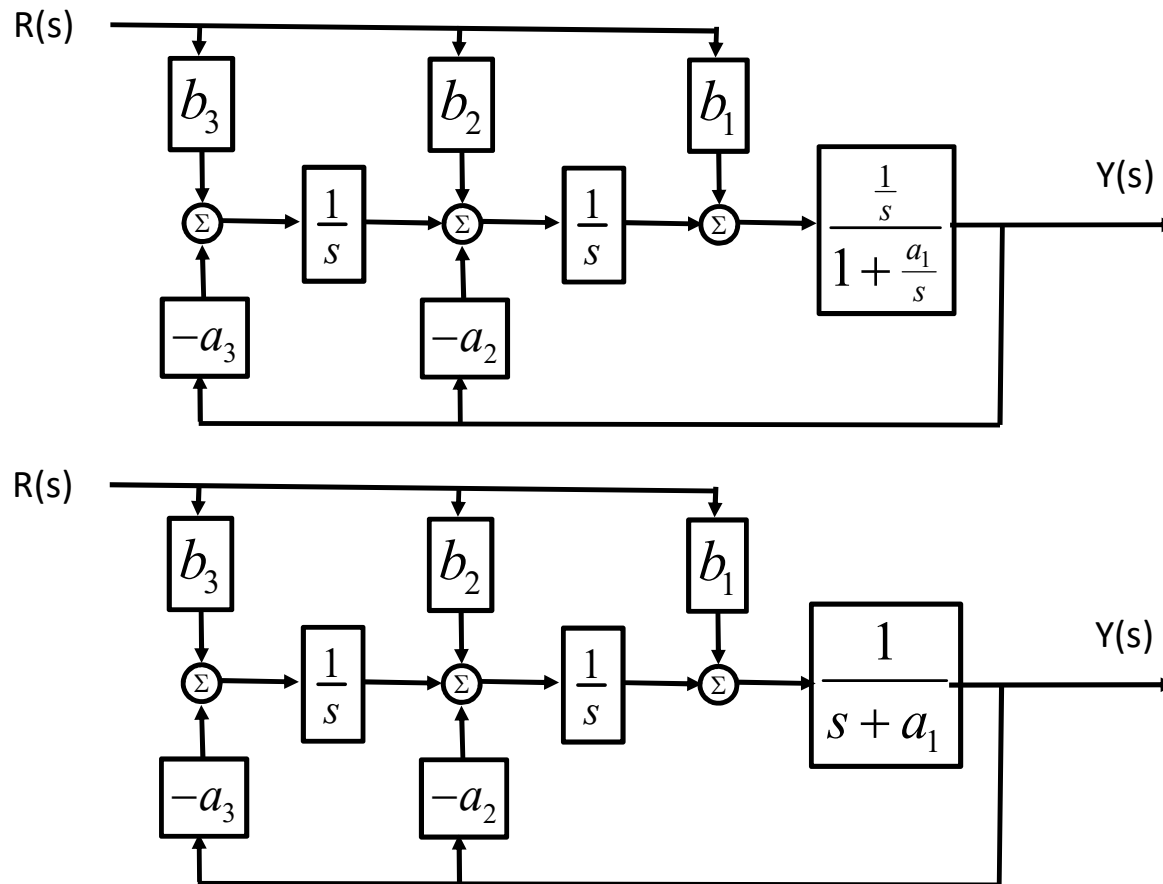 R(s)
b₃ b₂ b₁
Σ 1/s Σ 1/s Σ (1/s)/(1 + a₁/s) Y(s)
−a₃ −a₂
R(s)
b₃ b₂ b₁
Σ 1/s Σ 1/s Σ 1/(s + a₁) Y(s)
−a₃ −a₂